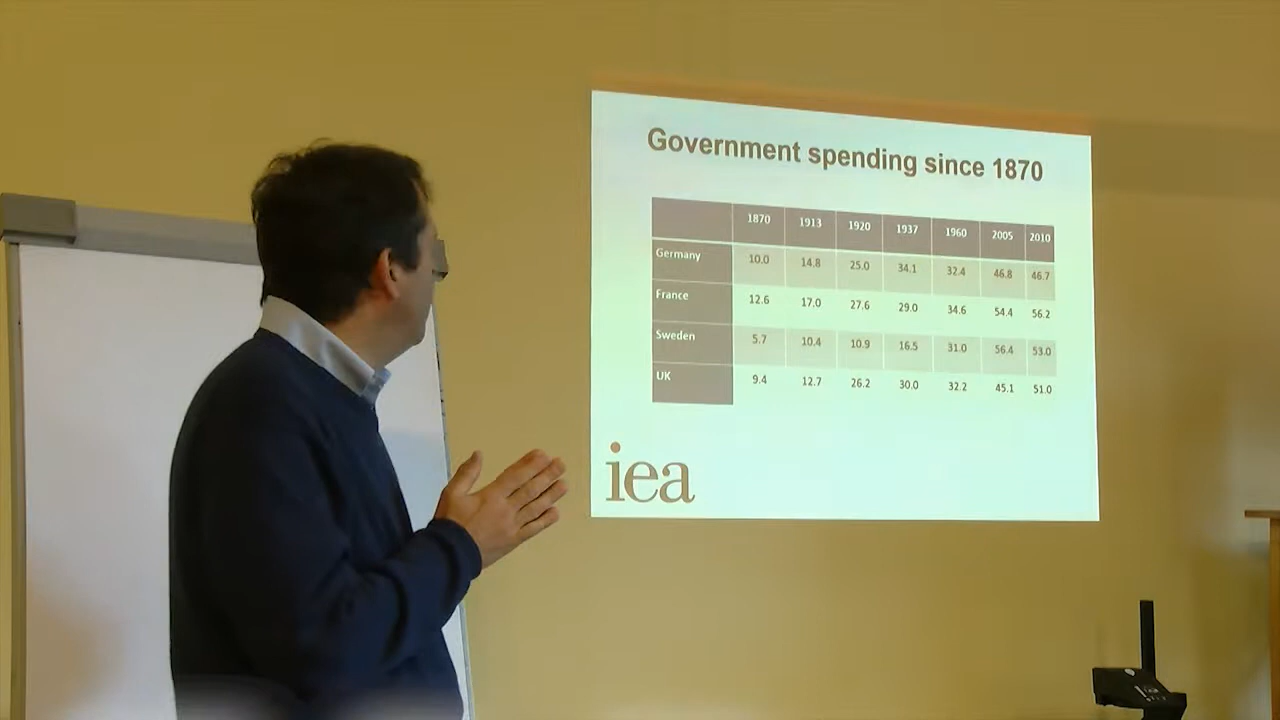 Government spending since 1870
1870 1913 1920 1937 1960 2005 2010
Germany 10.0 14.8 25.0 34.1 32.4 46.8 46.7
France 12.6 17.0 27.6 29.0 34.6 54.4 56.2
Sweden 5.7 10.4 10.9 16.5 31.0 56.4 53.0
UK 9.4 12.7 26.2 30.0 32.2 45.1 51.0
iea